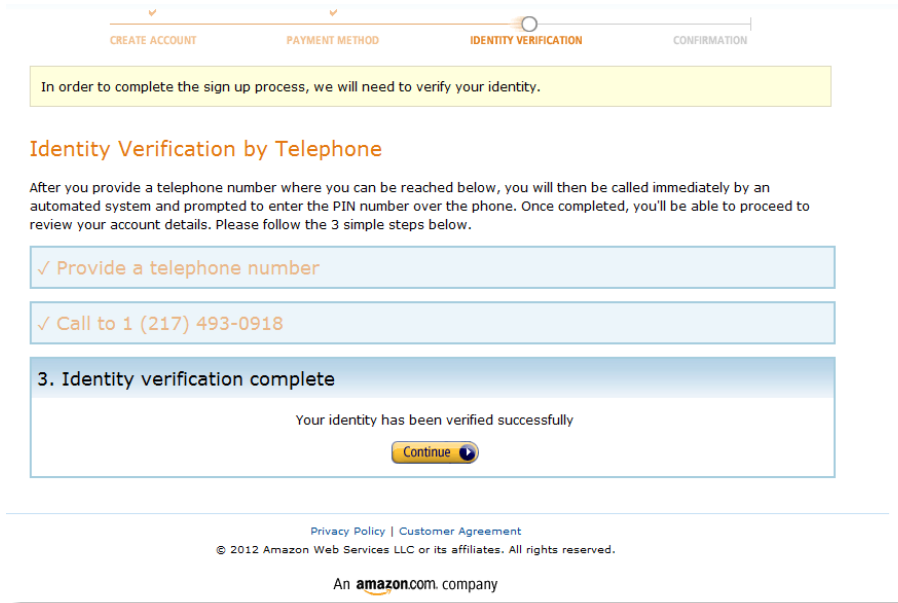 CREATE ACCOUNT PAYMENT METHOD IDENTITY VERIFICATION CONFIRMATION
In order to complete the sign up process, we will need to verify your identity.
Identity Verification by Telephone
After you provide a telephone number where you can be reached below, you will then be called immediately by an
automated system and prompted to enter the PIN number over the phone. Once completed, you'll be able to proceed to
review your account details. Please follow the 3 simple steps below.
✓ Provide a telephone number
✓ Call to 1 (217) 493-0918
3. Identity verification complete
Your identity has been verified successfully
Continue
Privacy Policy | Customer Agreement
© 2012 Amazon Web Services LLC or its affiliates. All rights reserved.
An amazon.com. company